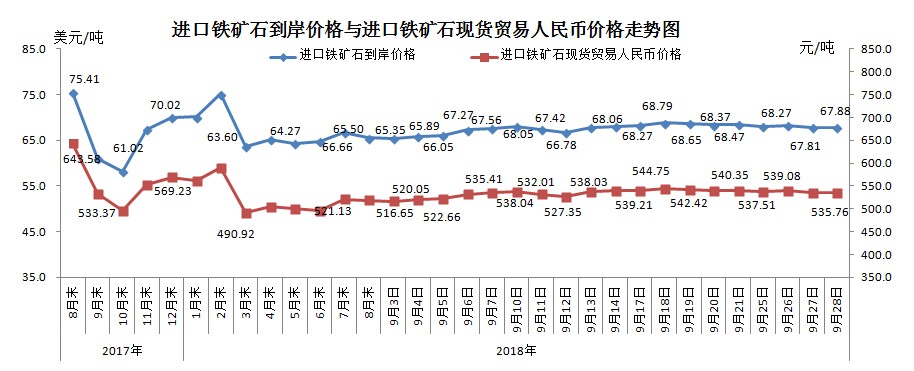 进口铁矿石到岸价格与进口铁矿石现货贸易人民币价格走势图
美元/吨
元/吨
进口铁矿石到岸价格
进口铁矿石现货贸易人民币价格
85.0
75.0
65.0
55.0
45.0
35.0
850.0
800.0
750.0
700.0
650.0
600.0
550.0
500.0
450.0
400.0
350.0
75.41
61.02
70.02
63.60
64.27
66.66
65.50
65.35
65.89
66.05
67.27
67.56
68.05
67.42
66.78
68.06
68.27
68.79
68.65
68.37
68.47
68.27
67.81
67.88
643.58
533.37
569.23
490.92
521.13
516.65
520.05
522.66
535.41
538.04
532.01
527.35
538.03
539.21
544.75
542.42
540.35
537.51
539.08
535.76
8月末
9月末
10月末
11月末
12月末
1月末
2月末
3月末
4月末
5月末
6月末
7月末
8月末
9月3日
9月4日
9月5日
9月6日
9月7日
9月10日
9月11日
9月12日
9月13日
9月14日
9月17日
9月18日
9月19日
9月20日
9月21日
9月25日
9月26日
9月27日
9月28日
2017年
2018年